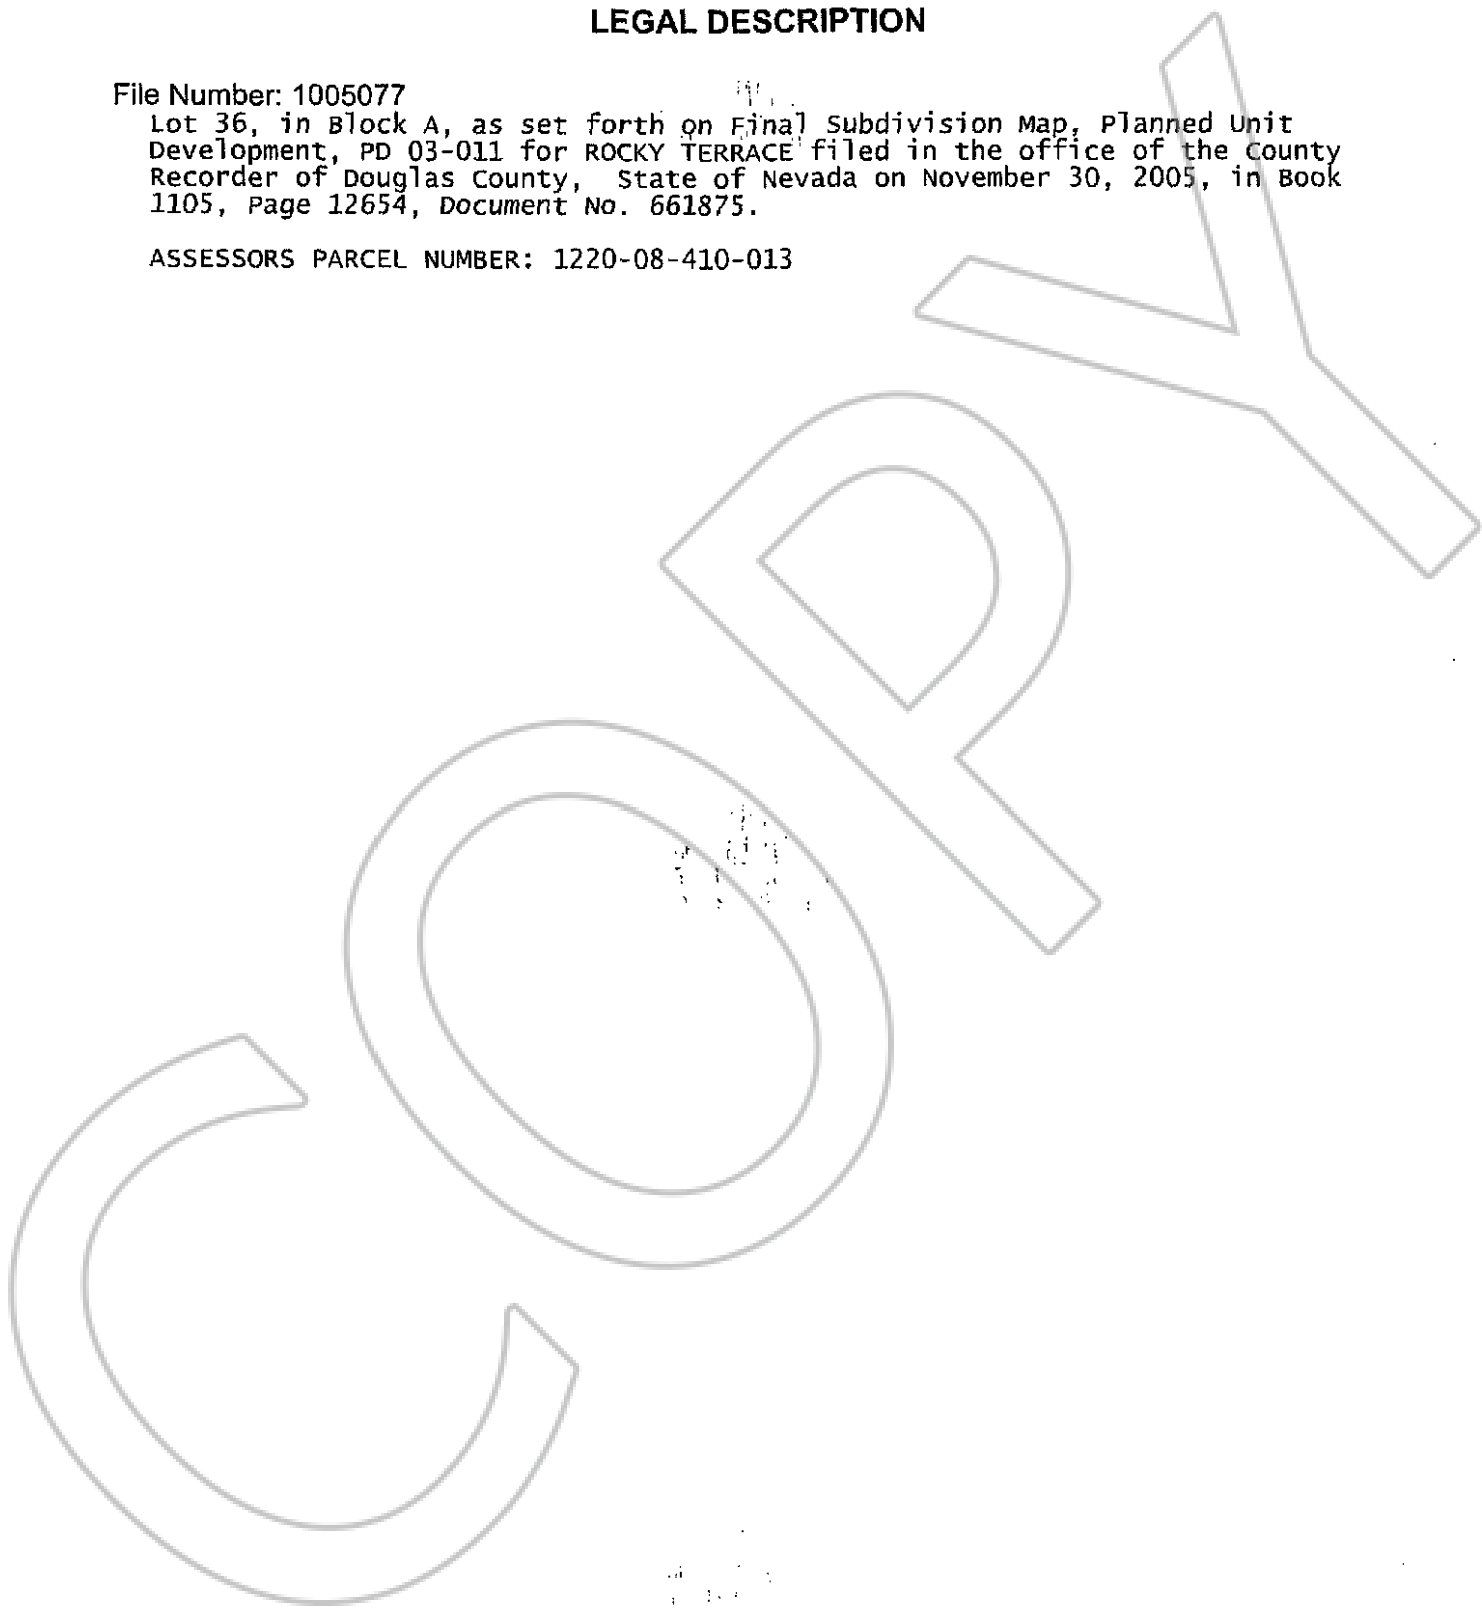 LEGAL DESCRIPTION
File Number: 1005077
Lot 36, in Block A, as set forth on Final Subdivision Map, Planned Unit
Development, PD 03-011 for ROCKY TERRACE filed in the office of the County
Recorder of Douglas County, State of Nevada on November 30, 2005, in Book
1105, Page 12654, Document No. 661875.
ASSESSORS PARCEL NUMBER: 1220-08-410-013
COPY